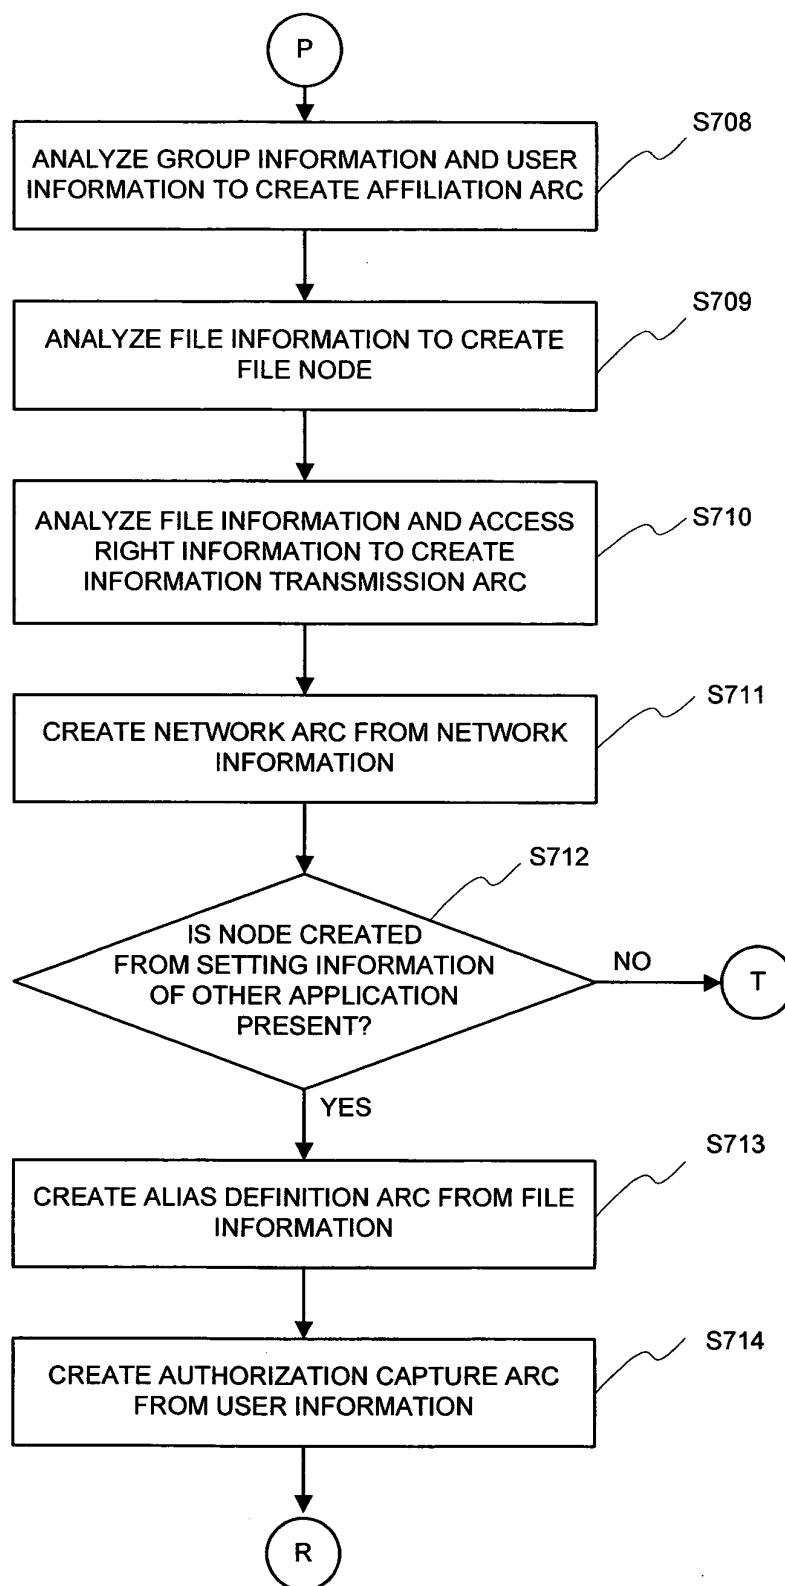 P
S708
ANALYZE GROUP INFORMATION AND USER
INFORMATION TO CREATE AFFILIATION ARC
S709
ANALYZE FILE INFORMATION TO CREATE
FILE NODE
S710
ANALYZE FILE INFORMATION AND ACCESS
RIGHT INFORMATION TO CREATE
INFORMATION TRANSMISSION ARC
S711
CREATE NETWORK ARC FROM NETWORK
INFORMATION
S712
IS NODE CREATED
FROM SETTING INFORMATION
OF OTHER APPLICATION
PRESENT?
NO
T
YES
S713
CREATE ALIAS DEFINITION ARC FROM FILE
INFORMATION
S714
CREATE AUTHORIZATION CAPTURE ARC
FROM USER INFORMATION
R